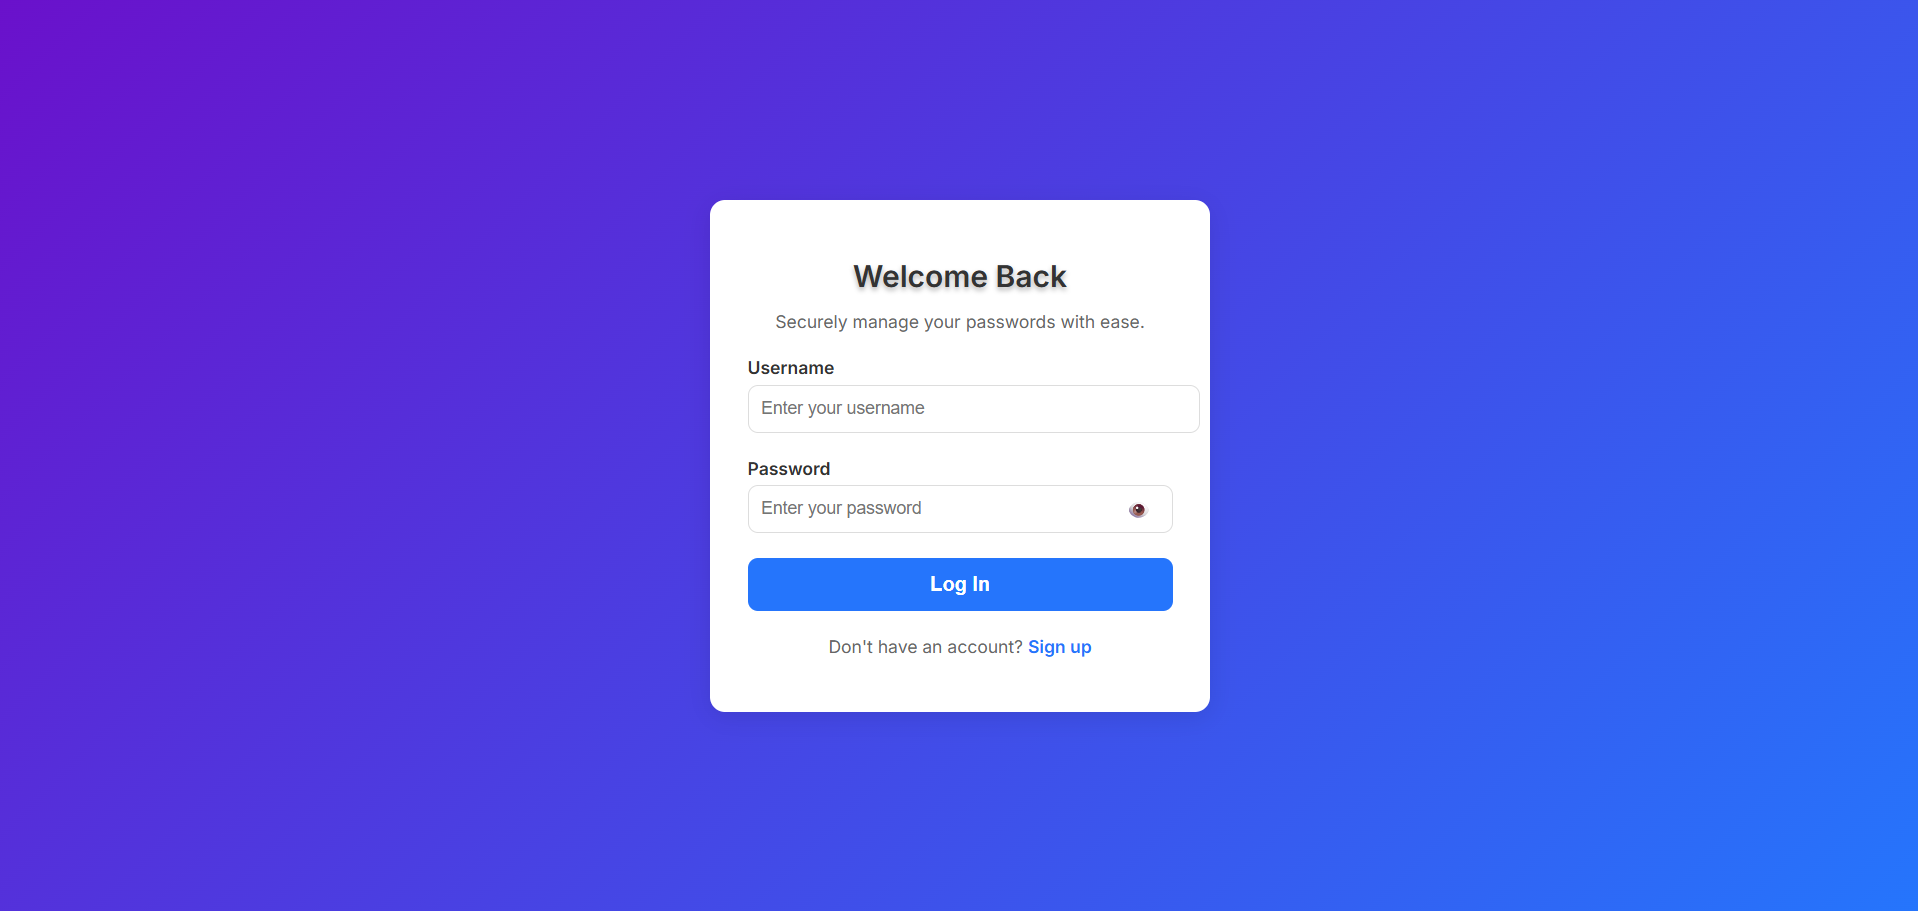 Welcome Back
Securely manage your passwords with ease.
Username
Enter your username
Password
Enter your password
Log In
Don't have an account? Sign up